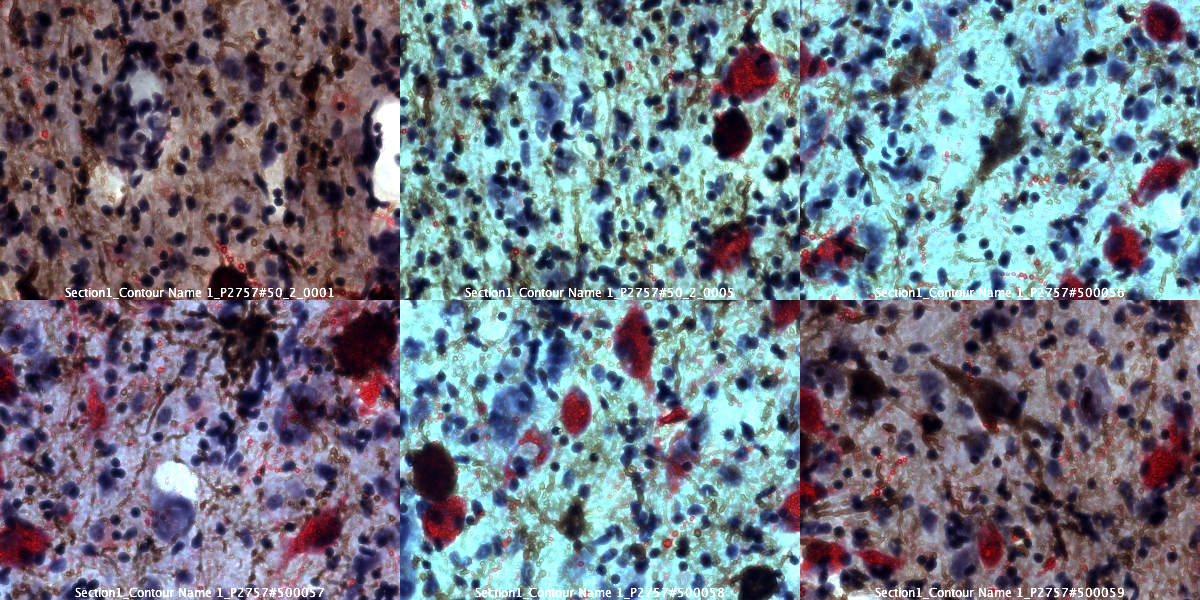 Section1_Contour Name 1_P2757#50_2_0001
Section1_Contour Name 1_P2757#50_2_0005
Section1_Contour Name 1_P2757#500056
Section1_Contour Name 1_P2757#500057
Section1_Contour Name 1_P2757#500058
Section1_Contour Name 1_P2757#500059